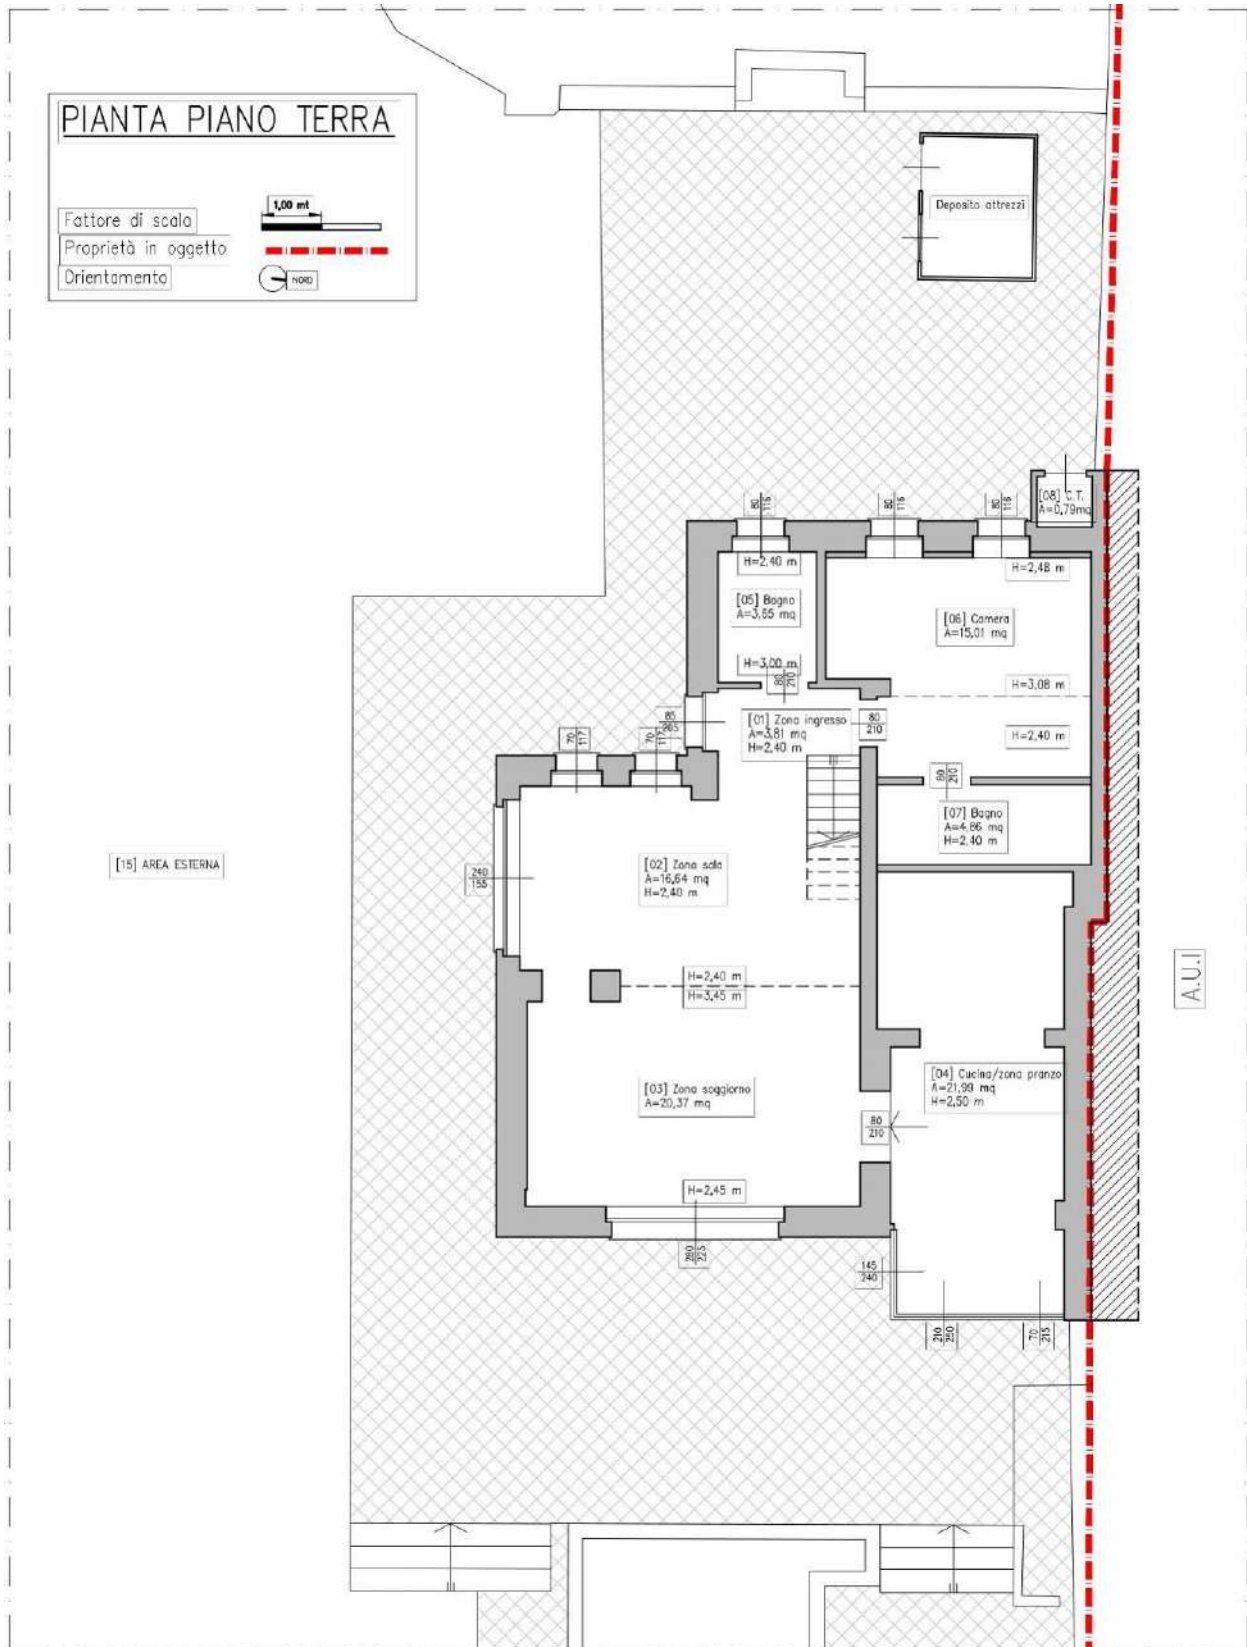 PIANTA PIANO TERRA
1,00 mt
Fattore di scala
Proprietà in oggetto
Orientamento
NORD
Deposito attrezzi
[08] C.T.
A=0,79mq
80
116
80
116
80
116
H=2,40 m
H=2,48 m
[05] Bagno
A=3,65 mq
[06] Camera
A=15,01 mq
H=3,00 m
80
210
H=3,08 m
85
265
[01] Zona ingresso
A=3,81 mq
H=2,40 m
80
210
H=2,40 m
70
117
70
117
80
210
[07] Bagno
A=4,86 mq
H=2,40 m
[15] AREA ESTERNA
240
155
[02] Zona sala
A=16,64 mq
H=2,40 m
H=2,40 m
H=3,45 m
A.U.I
[03] Zona soggiorno
A=20,37 mq
[04] Cucina/zona pranzo
A=21,99 mq
H=2,50 m
80
210
H=2,45 m
280
225
145
240
210
250
70
215